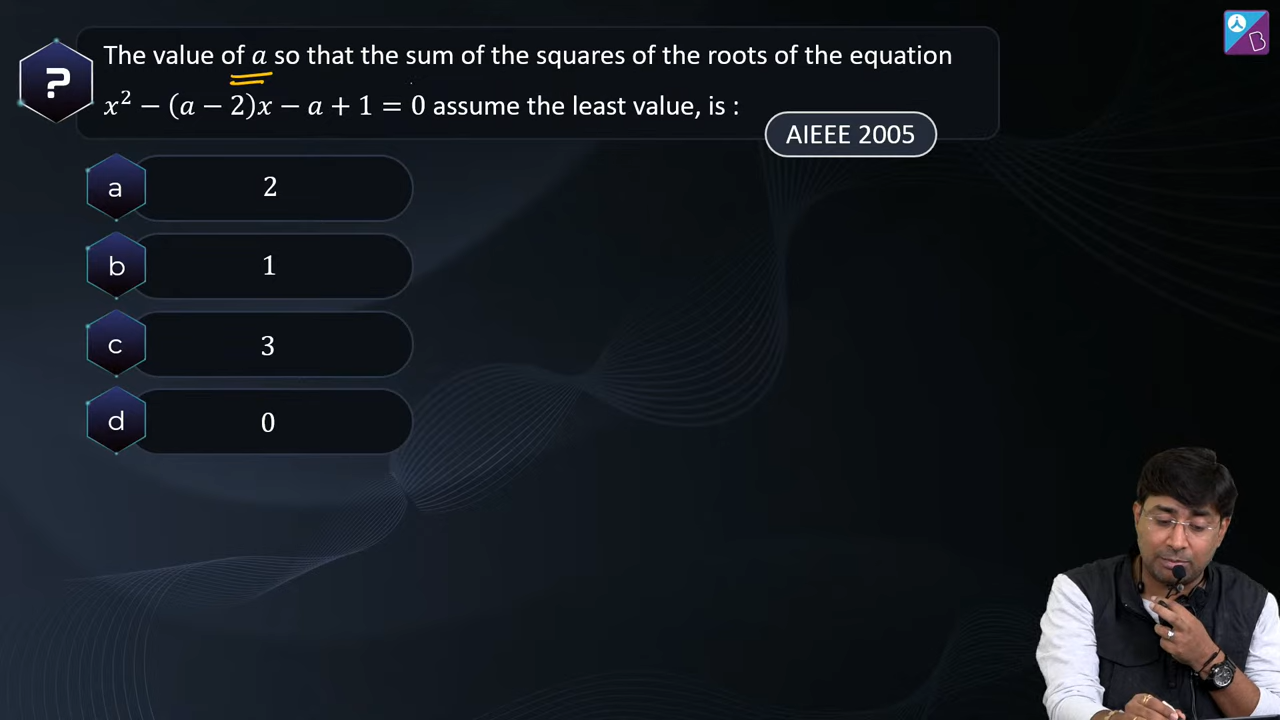 ?
The value of a so that the sum of the squares of the roots of the equation
x² − (a − 2)x − a + 1 = 0 assume the least value, is :
AIEEE 2005
a 2
b 1
c 3
d 0
B